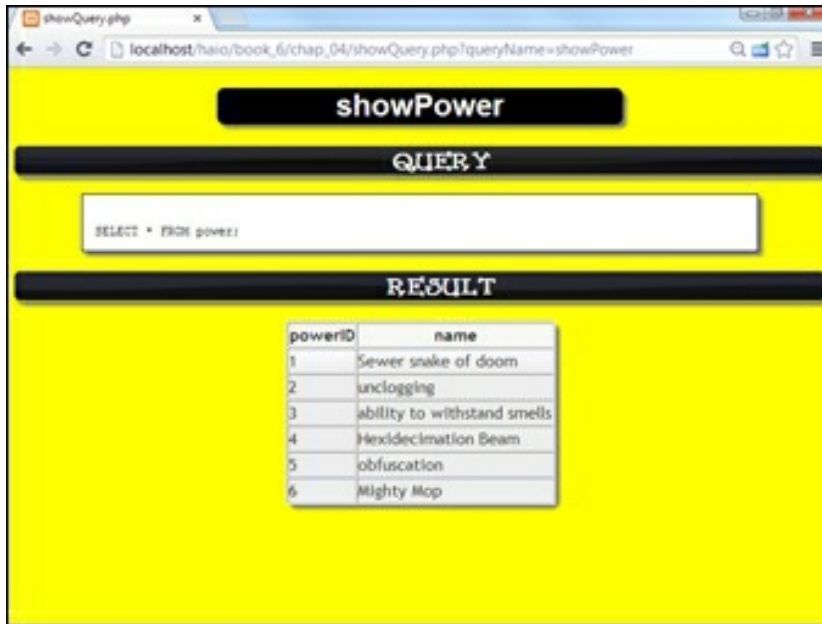 showQuery.php x
localhost/haio/book_6/chap_04/showQuery.php?queryName=showPower
showPower
QUERY
SELECT * FROM power;
RESULT
powerID name
1 Sewer snake of doom
2 unclogging
3 ability to withstand smells
4 Hexidecimation Beam
5 obfuscation
6 Mighty Mop